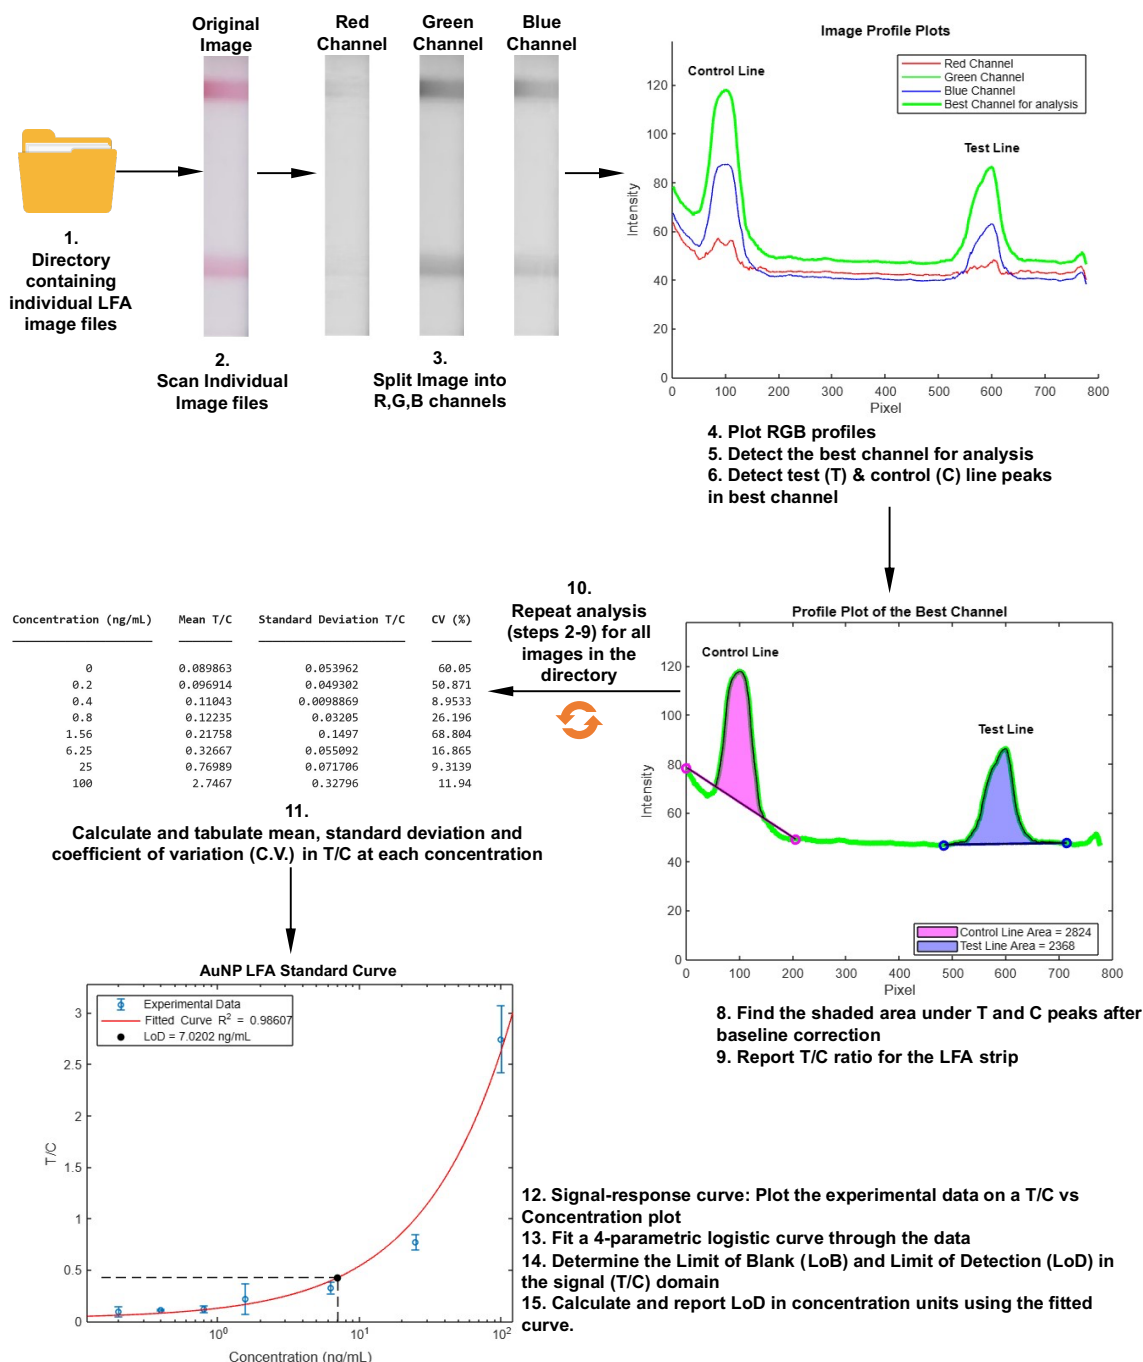 Original
Image
Red
Channel
Green
Channel
Blue
Channel
1.
Directory
containing
individual LFA
image files
2.
Scan Individual
Image files
3.
Split Image into
R,G,B channels
Image Profile Plots
Control Line
Test Line
Red Channel
Green Channel
Blue Channel
Best Channel for analysis
Intensity
120
100
80
60
40
20
0
0 100 200 300 400 500 600 700 800
Pixel
4. Plot RGB profiles
5. Detect the best channel for analysis
6. Detect test (T) & control (C) line peaks
in best channel
Profile Plot of the Best Channel
Control Line
Test Line
Intensity
120
100
80
60
40
20
0
Control Line Area = 2824
Test Line Area = 2368
0 100 200 300 400 500 600 700 800
Pixel
8. Find the shaded area under T and C peaks after
baseline correction
9. Report T/C ratio for the LFA strip
10.
Repeat analysis
(steps 2-9) for all
images in the
directory
Concentration (ng/mL) Mean T/C Standard Deviation T/C CV (%)
0 0.089863 0.053962 60.05
0.2 0.096914 0.049302 50.871
0.4 0.11043 0.0098869 8.9533
0.8 0.12235 0.03205 26.196
1.56 0.21758 0.1497 68.804
6.25 0.32667 0.055092 16.865
25 0.76989 0.071706 9.3139
100 2.7467 0.32796 11.94
11.
Calculate and tabulate mean, standard deviation and
coefficient of variation (C.V.) in T/C at each concentration
AuNP LFA Standard Curve
Experimental Data
Fitted Curve R² = 0.98607
LoD = 7.0202 ng/mL
T/C
3
2.5
2
1.5
1
0.5
0
10⁰ 10¹ 10²
Concentration (ng/mL)
12. Signal-response curve: Plot the experimental data on a T/C vs
Concentration plot
13. Fit a 4-parametric logistic curve through the data
14. Determine the Limit of Blank (LoB) and Limit of Detection (LoD) in
the signal (T/C) domain
15. Calculate and report LoD in concentration units using the fitted
curve.